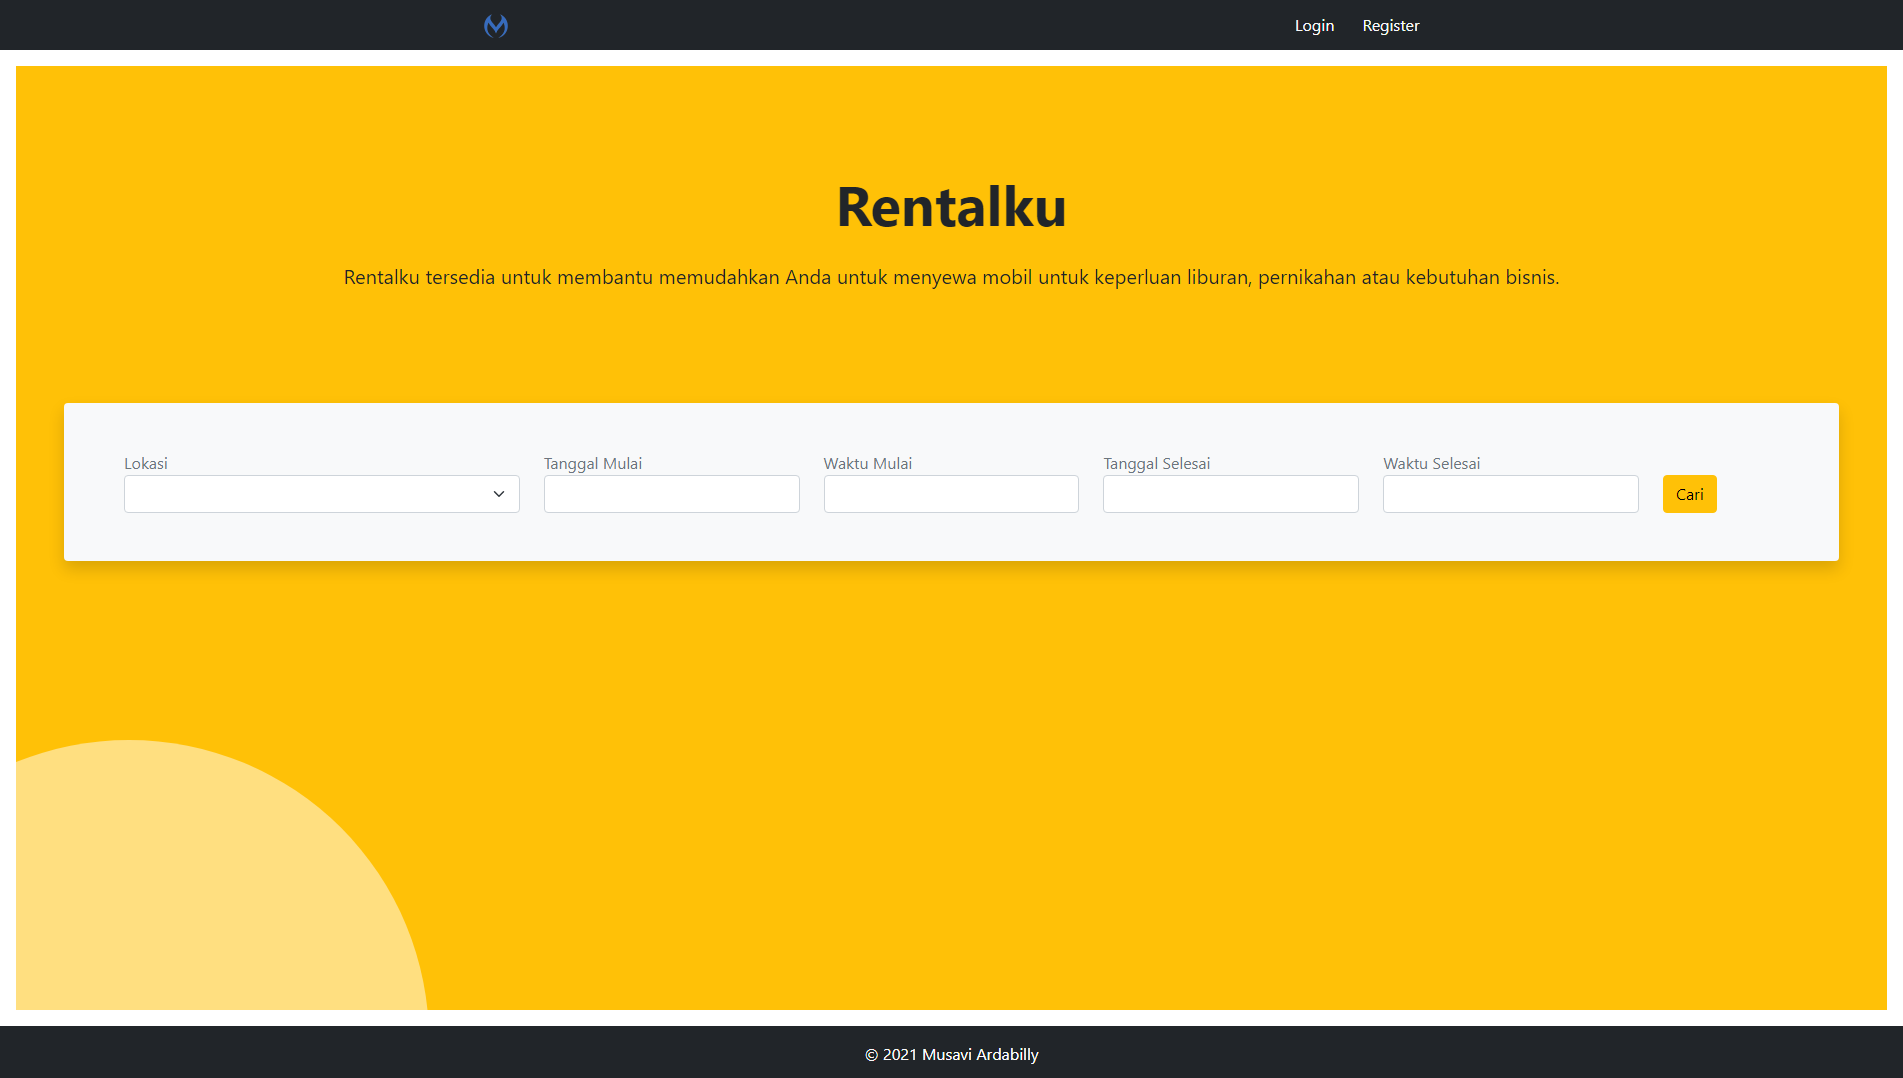 Login Register
Rentalku
Rentalku tersedia untuk membantu memudahkan Anda untuk menyewa mobil untuk keperluan liburan, pernikahan atau kebutuhan bisnis.
Lokasi Tanggal Mulai Waktu Mulai Tanggal Selesai Waktu Selesai
Cari
© 2021 Musavi Ardabilly